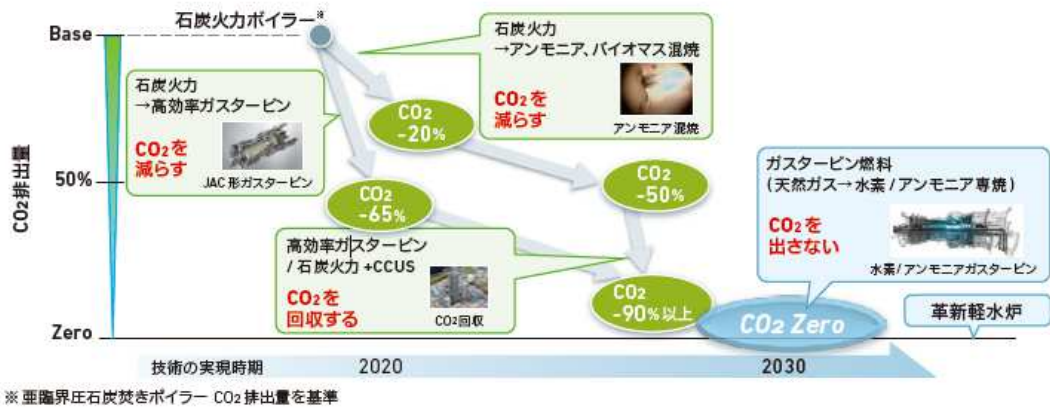 石炭火力ボイラー※
Base
50%
Zero
CO2排出量
石炭火力
→高効率ガスタービン
CO2を
減らす
JAC形ガスタービン
石炭火力
→アンモニア、バイオマス混焼
CO2を
減らす
アンモニア混焼
CO2
-20%
CO2
-65%
CO2
-50%
高効率ガスタービン
/ 石炭火力+CCUS
CO2を
回収する
CO2回収
CO2
-90%以上
ガスタービン燃料
(天然ガス→水素/アンモニア専焼)
CO2を
出さない
水素/アンモニアガスタービン
CO2 Zero
革新軽水炉
技術の実現時期
2020
2030
※亜臨界圧石炭焚きボイラー CO2排出量を基準